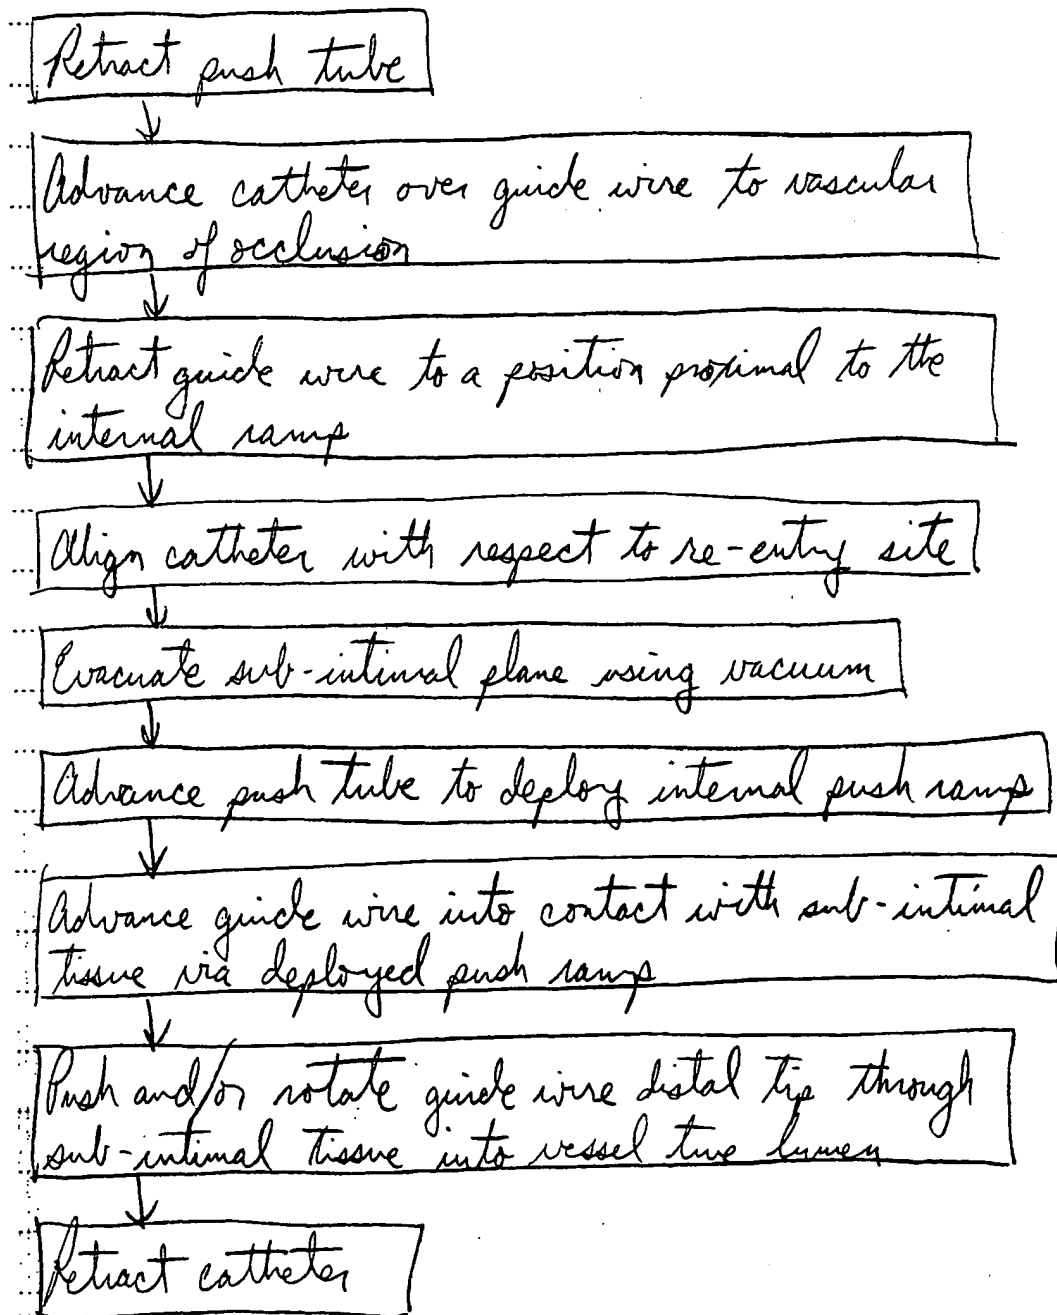 Retract push tube
Advance catheter over guide wire to vascular
region of occlusion
Retract guide wire to a position proximal to the
internal ramp
Align catheter with respect to re-entry site
Evacuate sub-intimal plane using vacuum
Advance push tube to deploy internal push ramp
Advance guide wire into contact with sub-intimal
tissue via deployed push ramp
Push and/or rotate guide wire distal tip through
sub-intimal tissue into vessel true lumen
Retract catheter